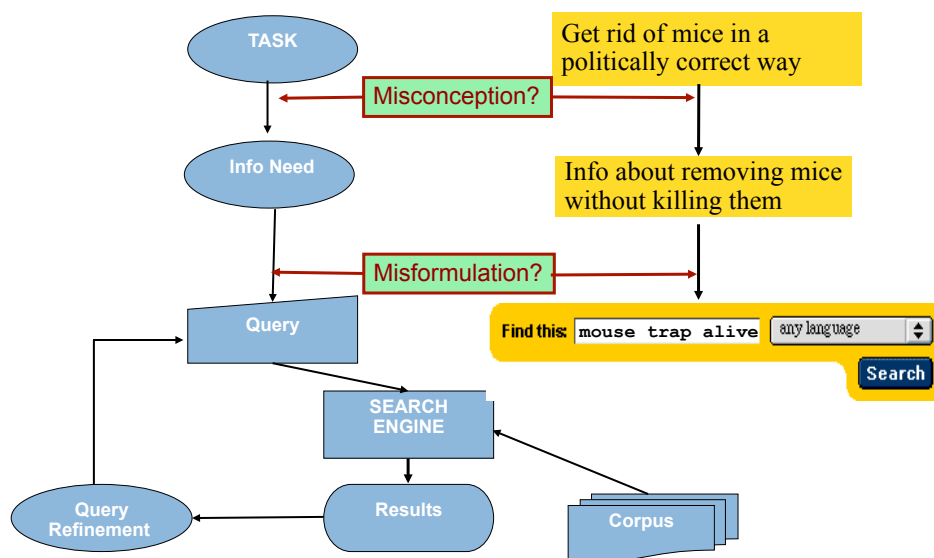 TASK
Get rid of mice in a
politically correct way
Misconception?
Info Need
Info about removing mice
without killing them
Misformulation?
Query
Find this: mouse trap alive any language
Search
SEARCH
ENGINE
Query
Refinement
Results
Corpus